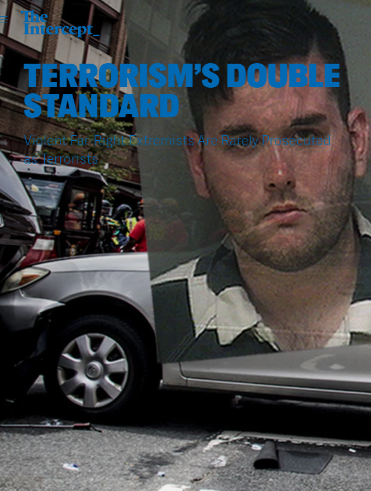 The
Intercept_
TERRORISM'S DOUBLE
STANDARD
Violent Far-Right Extremists Are Rarely Prosecuted
as Terrorists